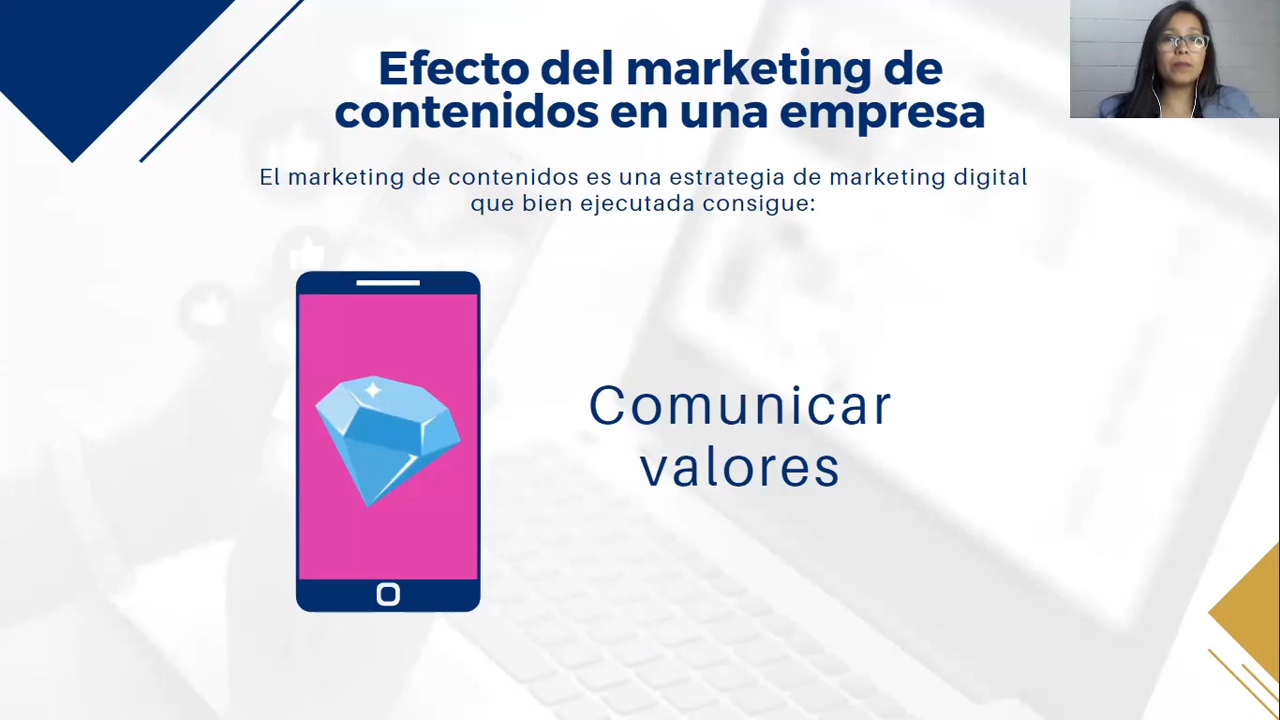 Efecto del marketing de
contenidos en una empresa
El marketing de contenidos es una estrategia de marketing digital
que bien ejecutada consigue:
Comunicar
valores